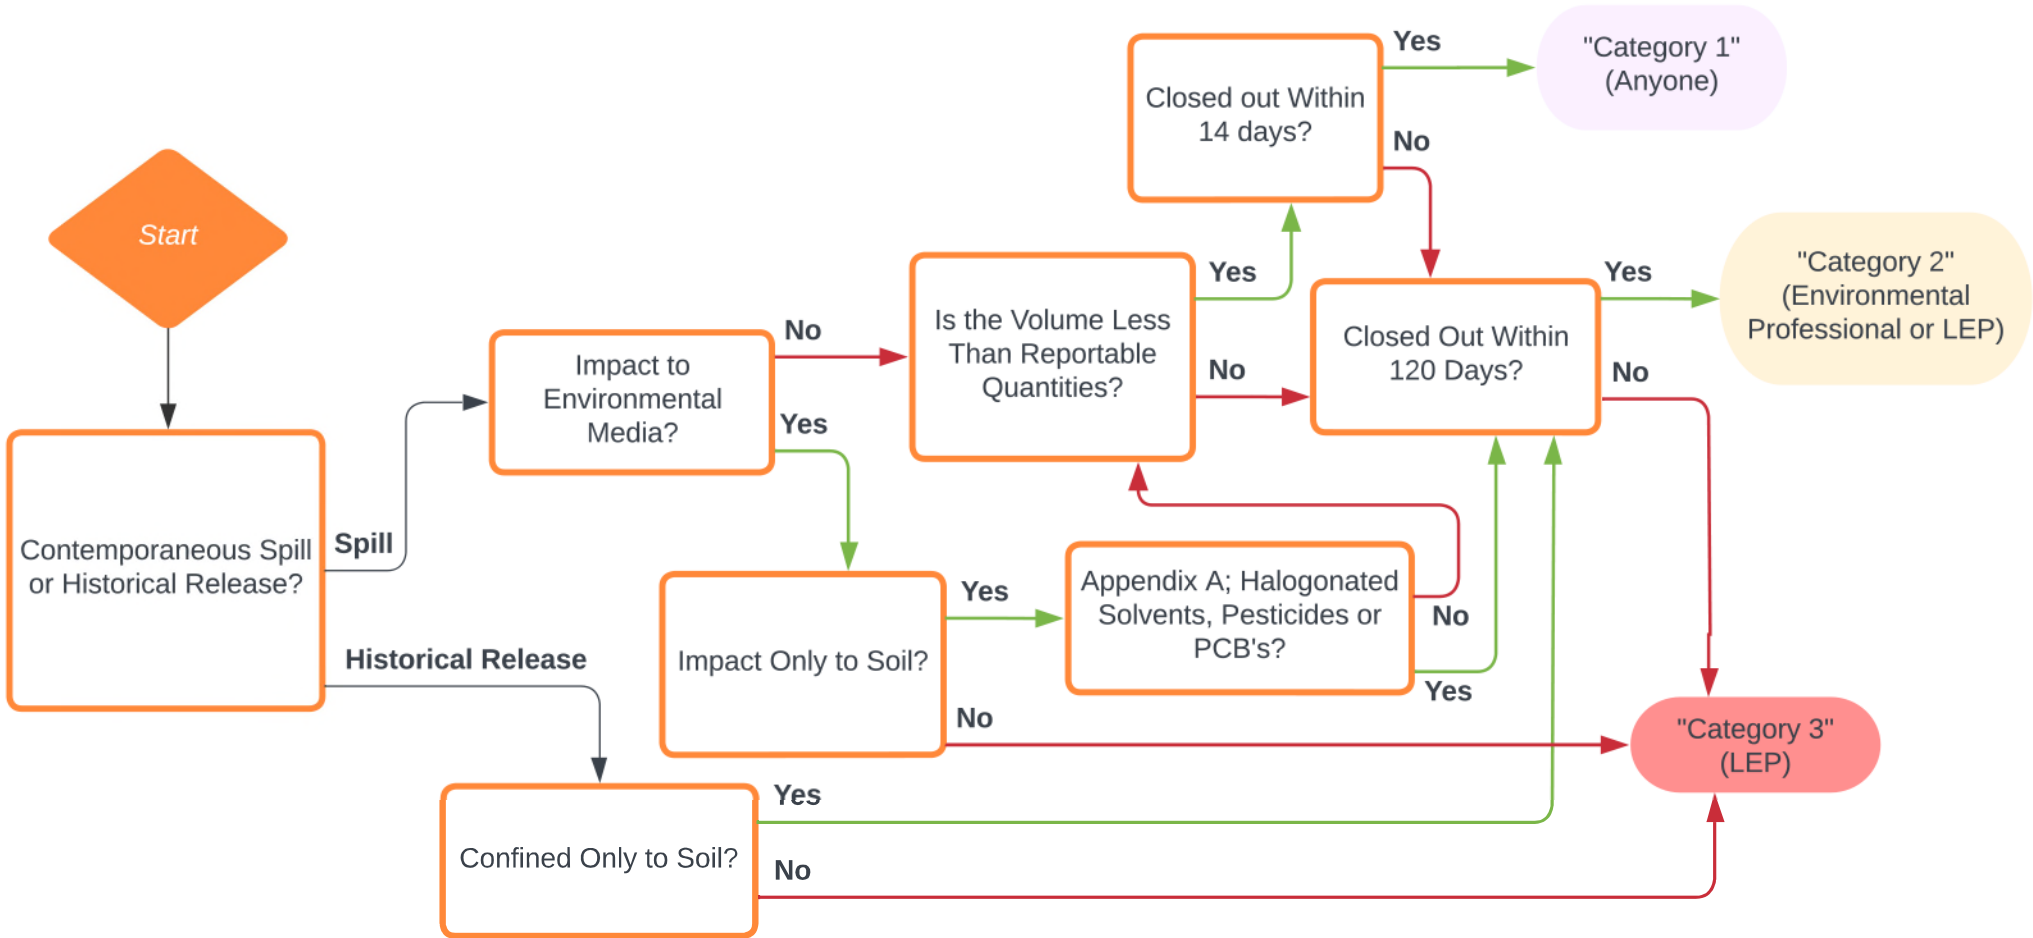 Start
Contemporaneous Spill
or Historical Release?
Spill
Historical Release
Impact to
Environmental
Media?
No
Yes
Confined Only to Soil?
Yes
No
Impact Only to Soil?
Yes
No
Is the Volume Less
Than Reportable
Quantities?
Yes
No
Appendix A; Halogonated
Solvents, Pesticides or
PCB's?
No
Yes
Closed out Within
14 days?
Yes
No
Closed Out Within
120 Days?
Yes
No
"Category 1"
(Anyone)
"Category 2"
(Environmental
Professional or LEP)
"Category 3"
(LEP)